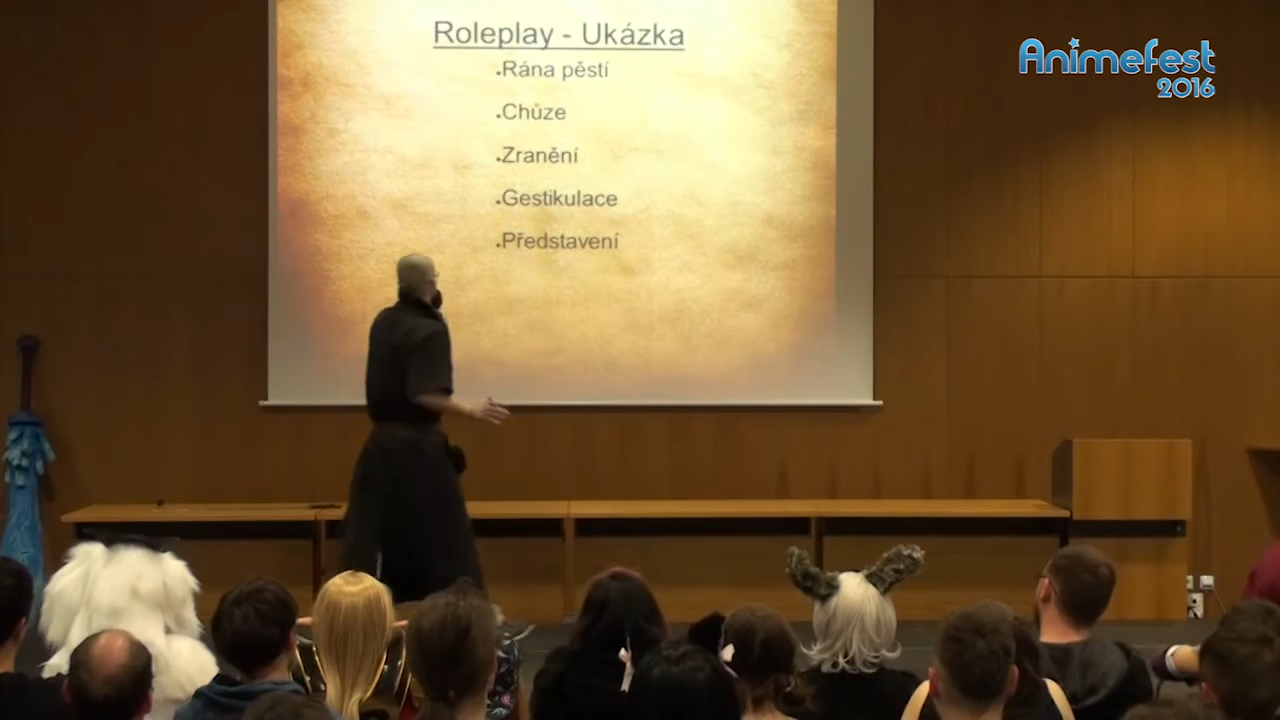 Roleplay - Ukázka
.Rána pěstí
.Chůze
.Zranění
.Gestikulace
.Představení
Animefest
2016